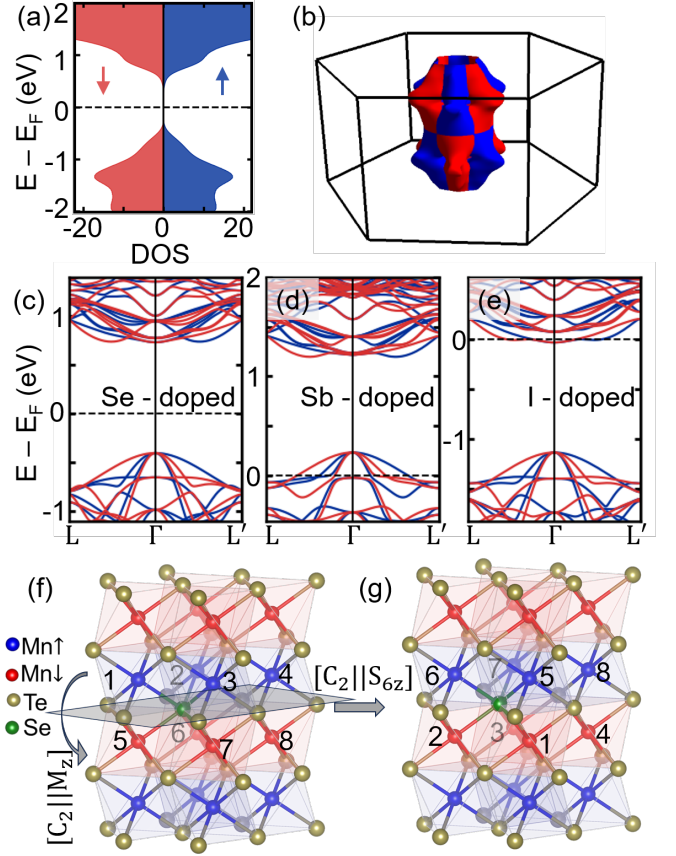 (a)
(b)
2
1
0
-1
-2
E − E_F (eV)
-20 0 20
DOS
(c)
(d)
(e)
1
0
-1
E − E_F (eV)
2
1
0
0
-1
Se - doped
Sb - doped
I - doped
L Γ L′
L Γ L′
L Γ L′
(f)
(g)
Mn↑
Mn↓
Te
Se
1 2 3 4
5 6 7 8
[C₂||M_z]
[C₂||S_6z]
6 7 5 8
2 3 1 4